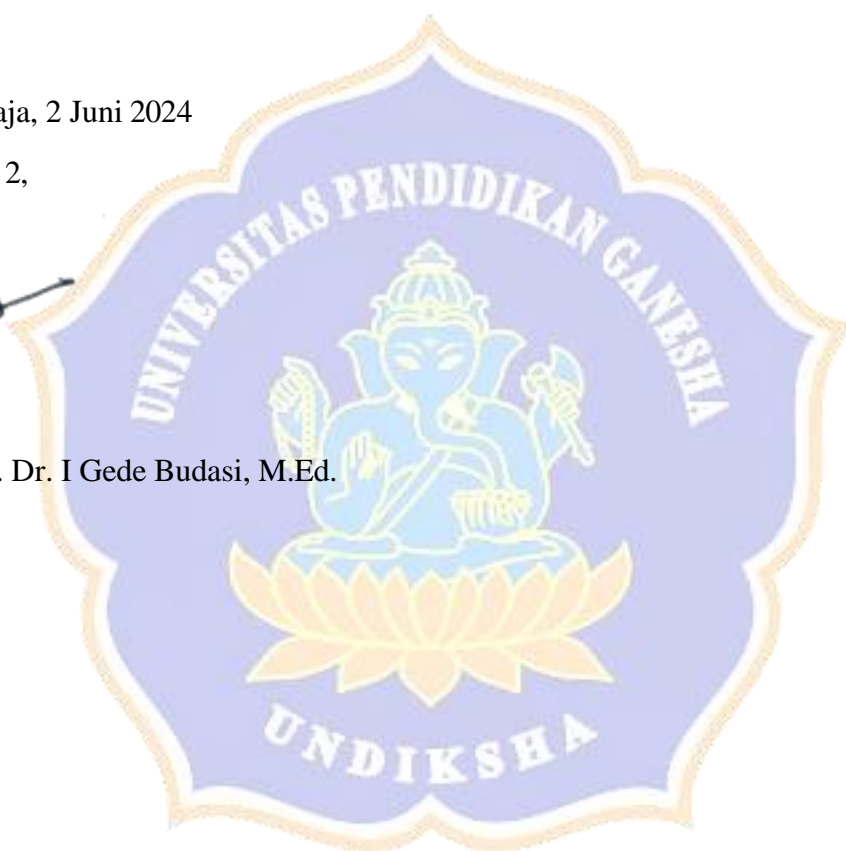 aja, 2 Juni 2024
2,
UNIVERSITAS PENDIDIKAN GANESHA
. Dr. I Gede Budasi, M.Ed.
UNDIKSHA